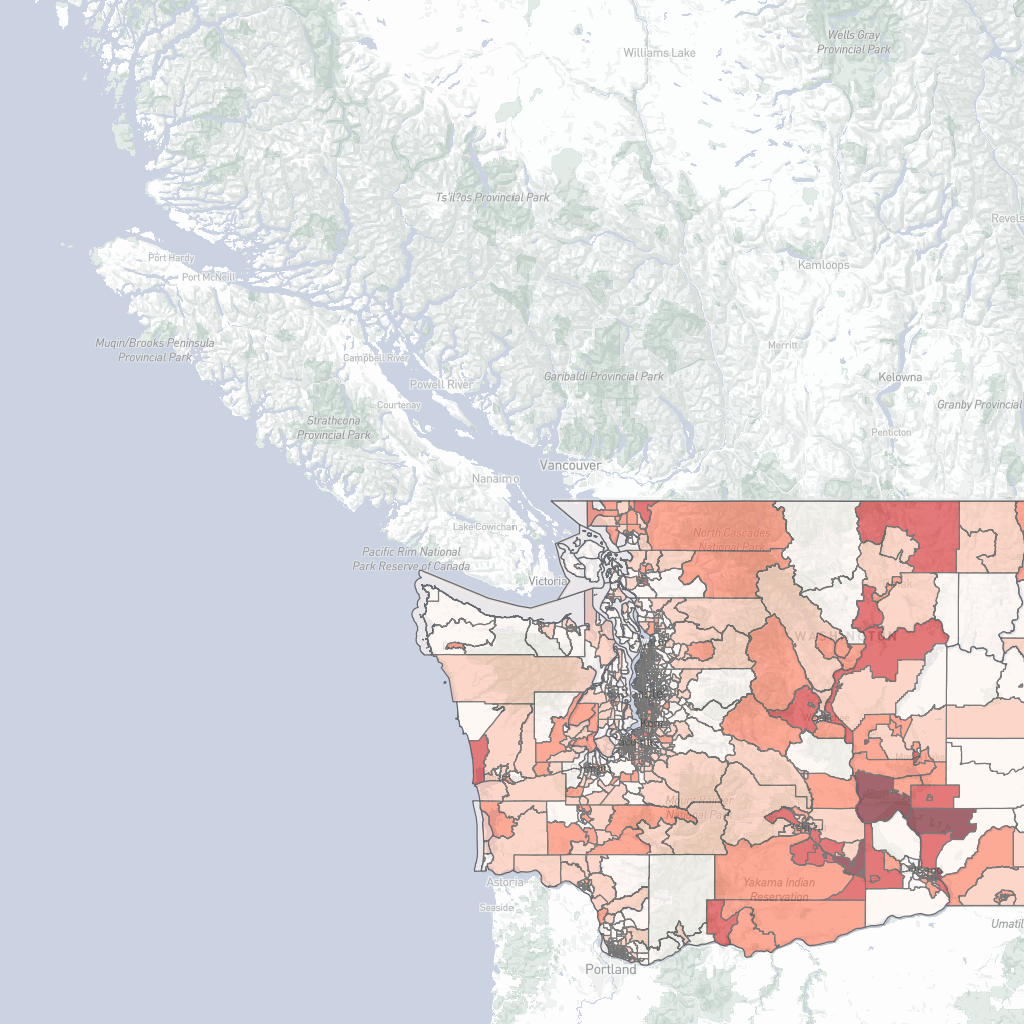 Wells Gray
Provincial Park
Williams Lake
Ts'il?os Provincial Park
Revels
Port Hardy
Kamloops
Port McNeill
Muqin/Brooks Peninsula
Provincial Park
Merritt
Campbell River
Garibaldi Provincial Park
Kelowna
Powell River
Courtenay
Granby Provincial
Strathcona
Provincial Park
Penticton
Vancouver
Nanaimo
Lake Cowichan
North Cascades
National Park
Pacific Rim National
Park Reserve of Canada
Victoria
WASHINGTON
Kent
Mount Rainier
National Park
Astoria
Yakama Indian
Reservation
Seaside
Umatil
Portland